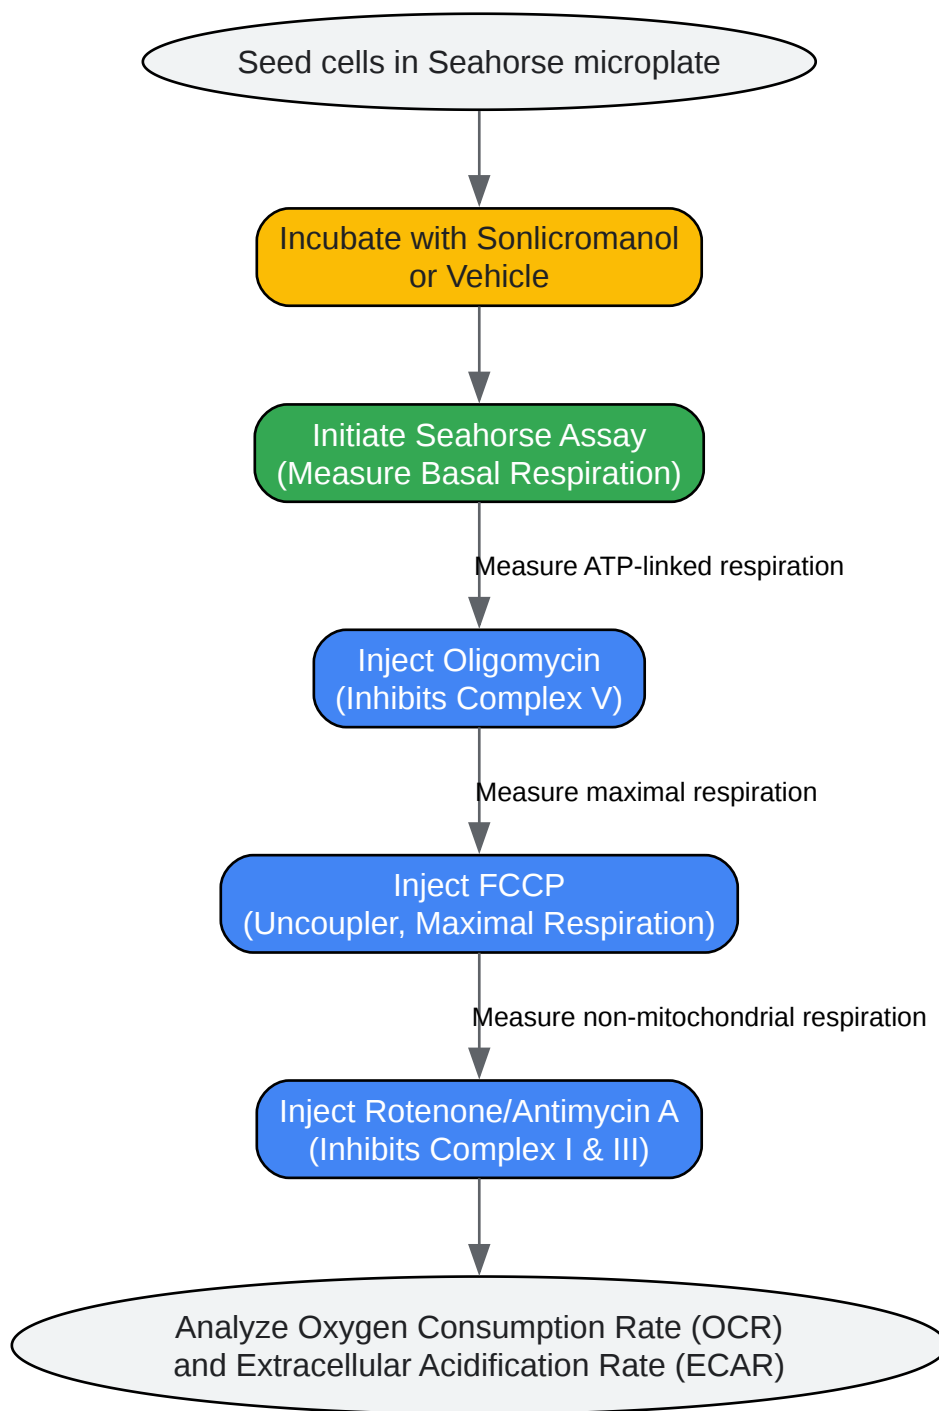 Seed cells in Seahorse microplate
Incubate with Sonlicromanol
or Vehicle
Initiate Seahorse Assay
(Measure Basal Respiration)
Measure ATP-linked respiration
Inject Oligomycin
(Inhibits Complex V)
Measure maximal respiration
Inject FCCP
(Uncoupler, Maximal Respiration)
Measure non-mitochondrial respiration
Inject Rotenone/Antimycin A
(Inhibits Complex I & III)
Analyze Oxygen Consumption Rate (OCR)
and Extracellular Acidification Rate (ECAR)